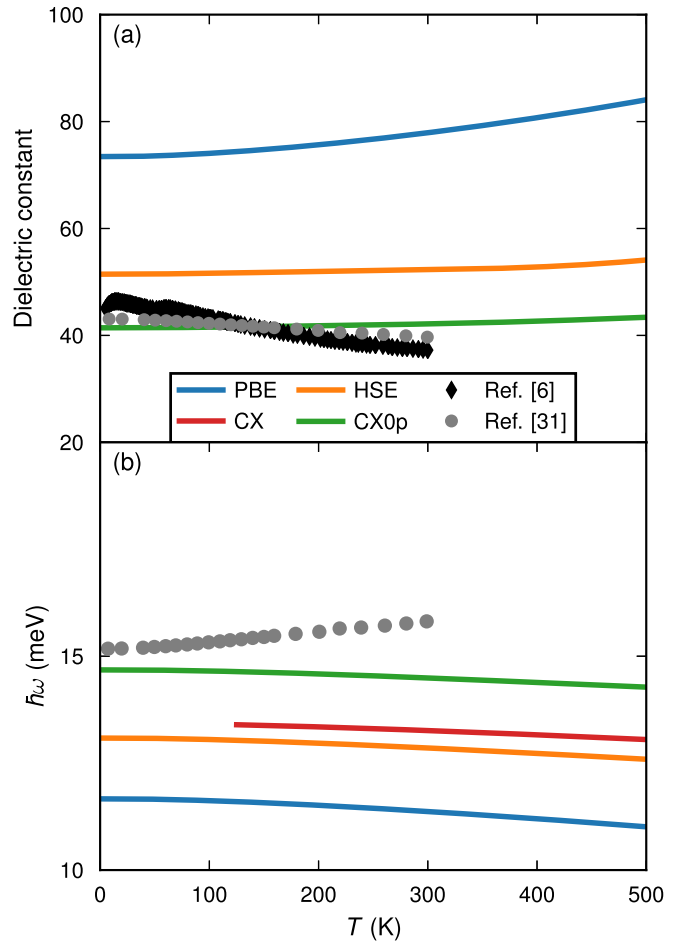 (a)
Dielectric constant
100
80
60
40
20
PBE HSE Ref. [6]
CX CX0p Ref. [31]
(b)
ℏω (meV)
15
10
0 100 200 300 400 500
T (K)